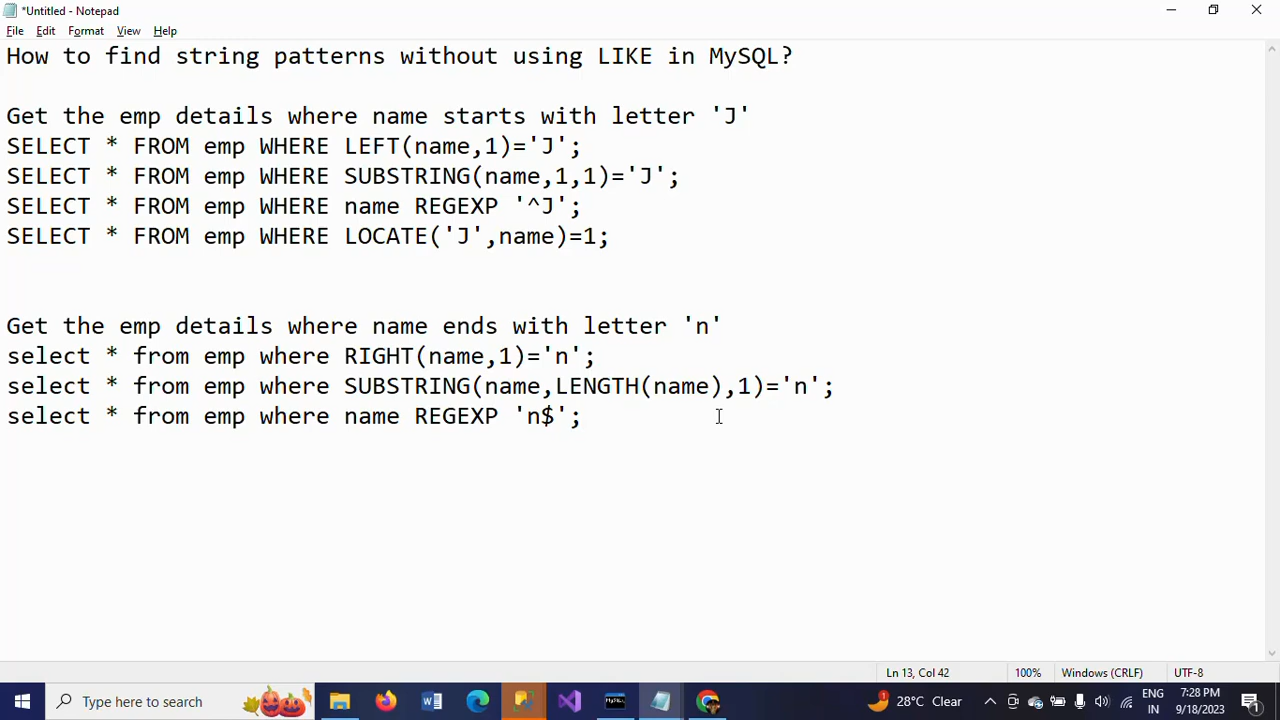 *Untitled - Notepad
File Edit Format View Help
How to find string patterns without using LIKE in MySQL?
Get the emp details where name starts with letter 'J'
SELECT * FROM emp WHERE LEFT(name,1)='J';
SELECT * FROM emp WHERE SUBSTRING(name,1,1)='J';
SELECT * FROM emp WHERE name REGEXP '^J';
SELECT * FROM emp WHERE LOCATE('J',name)=1;
Get the emp details where name ends with letter 'n'
select * from emp where RIGHT(name,1)='n';
select * from emp where SUBSTRING(name,LENGTH(name),1)='n';
select * from emp where name REGEXP 'n$';
Ln 13, Col 42 100% Windows (CRLF) UTF-8
Type here to search
28°C Clear
ENG
IN
7:28 PM
9/18/2023
1